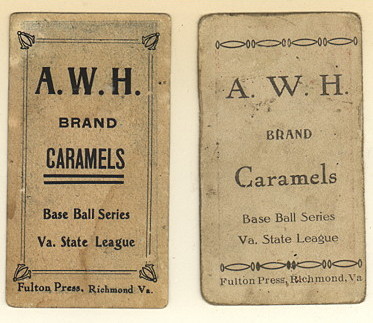 A.W.H.
BRAND
CARAMELS
Base Ball Series
Va. State League
Fulton Press, Richmond Va.
A. W. H.
BRAND
Caramels
Base Ball Series
Va. State League
Fulton Press, Richmond, Va